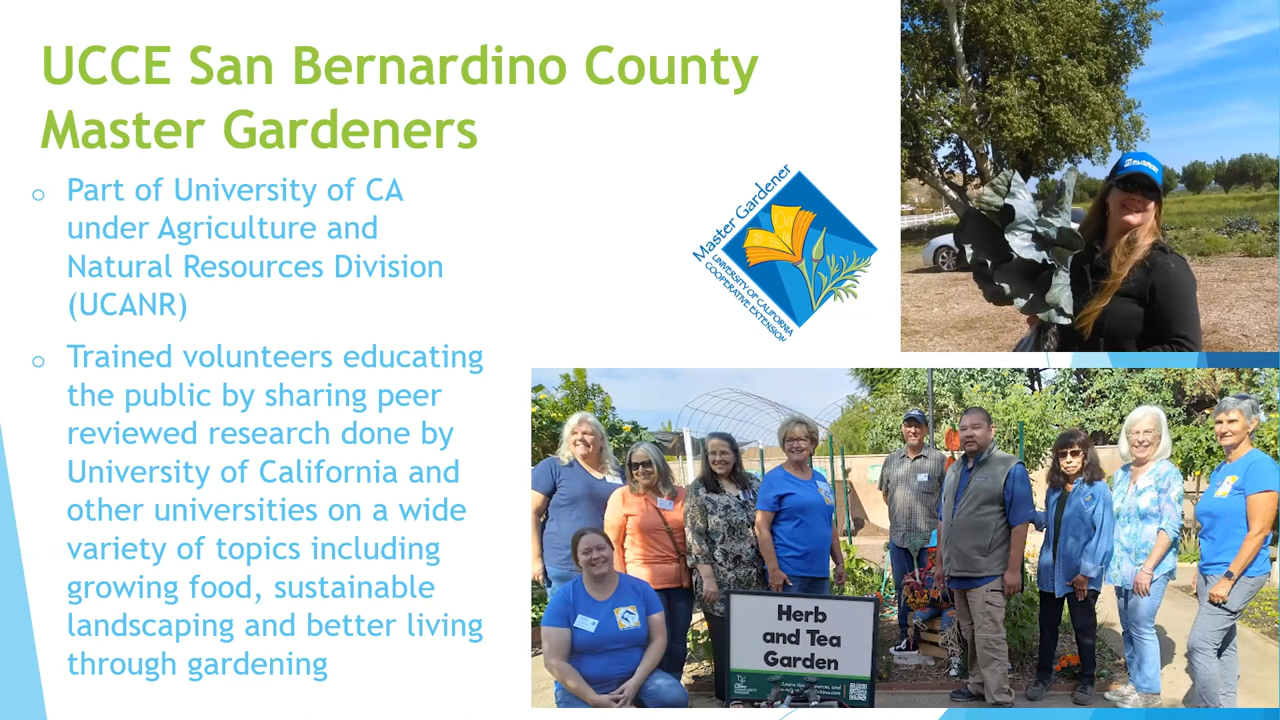 UCCE San Bernardino County
Master Gardeners
o Part of University of CA
under Agriculture and
Natural Resources Division
(UCANR)
o Trained volunteers educating
the public by sharing peer
reviewed research done by
University of California and
other universities on a wide
variety of topics including
growing food, sustainable
landscaping and better living
through gardening
Master Gardener
UNIVERSITY OF CALIFORNIA
COOPERATIVE EXTENSION
Herb
and Tea
Garden